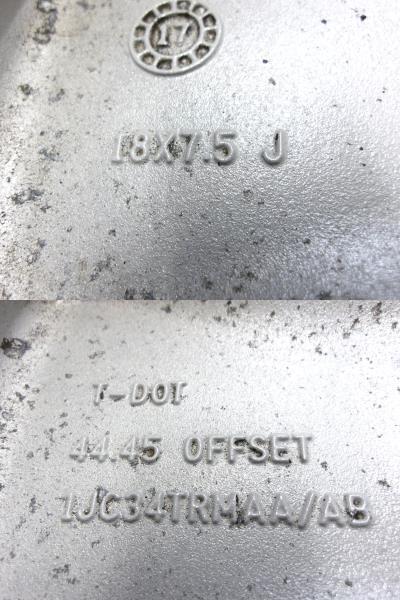 17
18X7.5 J
T-DOT
44.45 OFFSET
1JC34TRMAA/AB